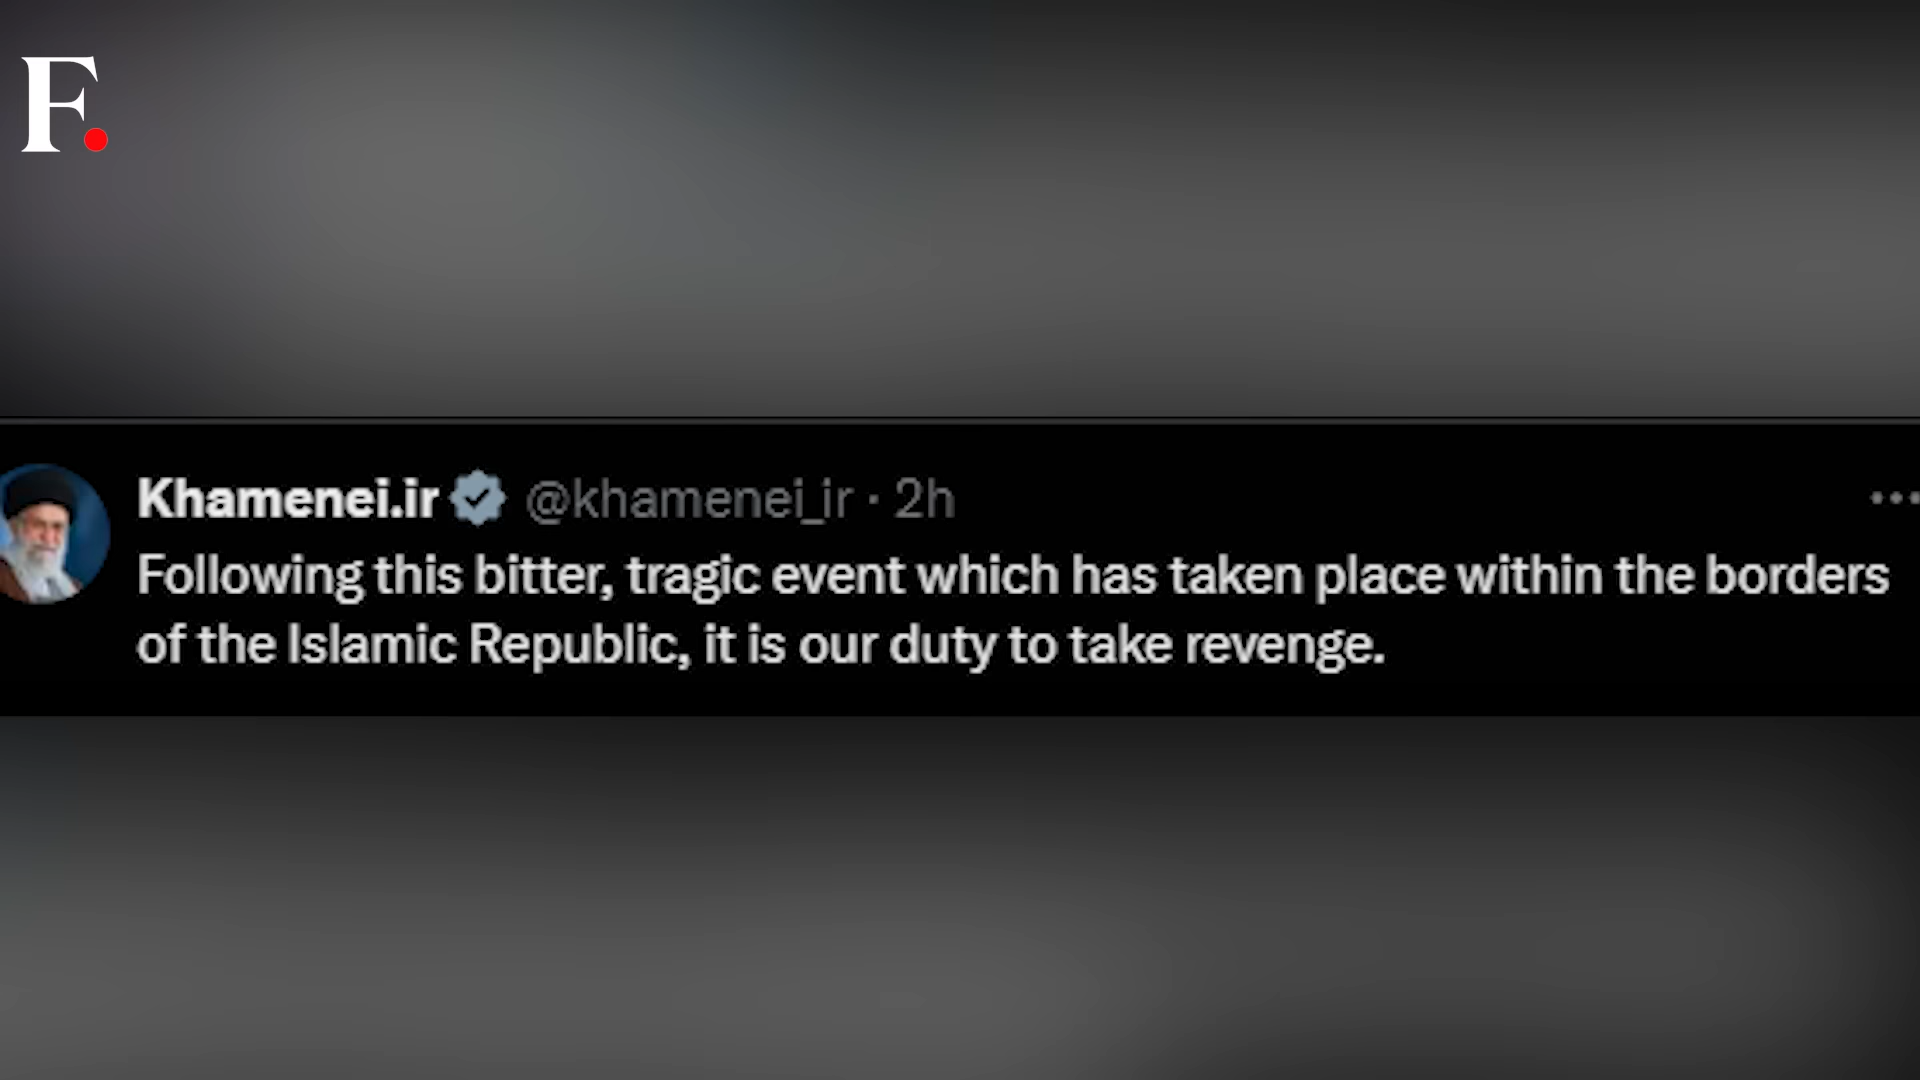 F.
Khamenei.ir @khamenei_ir · 2h
Following this bitter, tragic event which has taken place within the borders
of the Islamic Republic, it is our duty to take revenge.